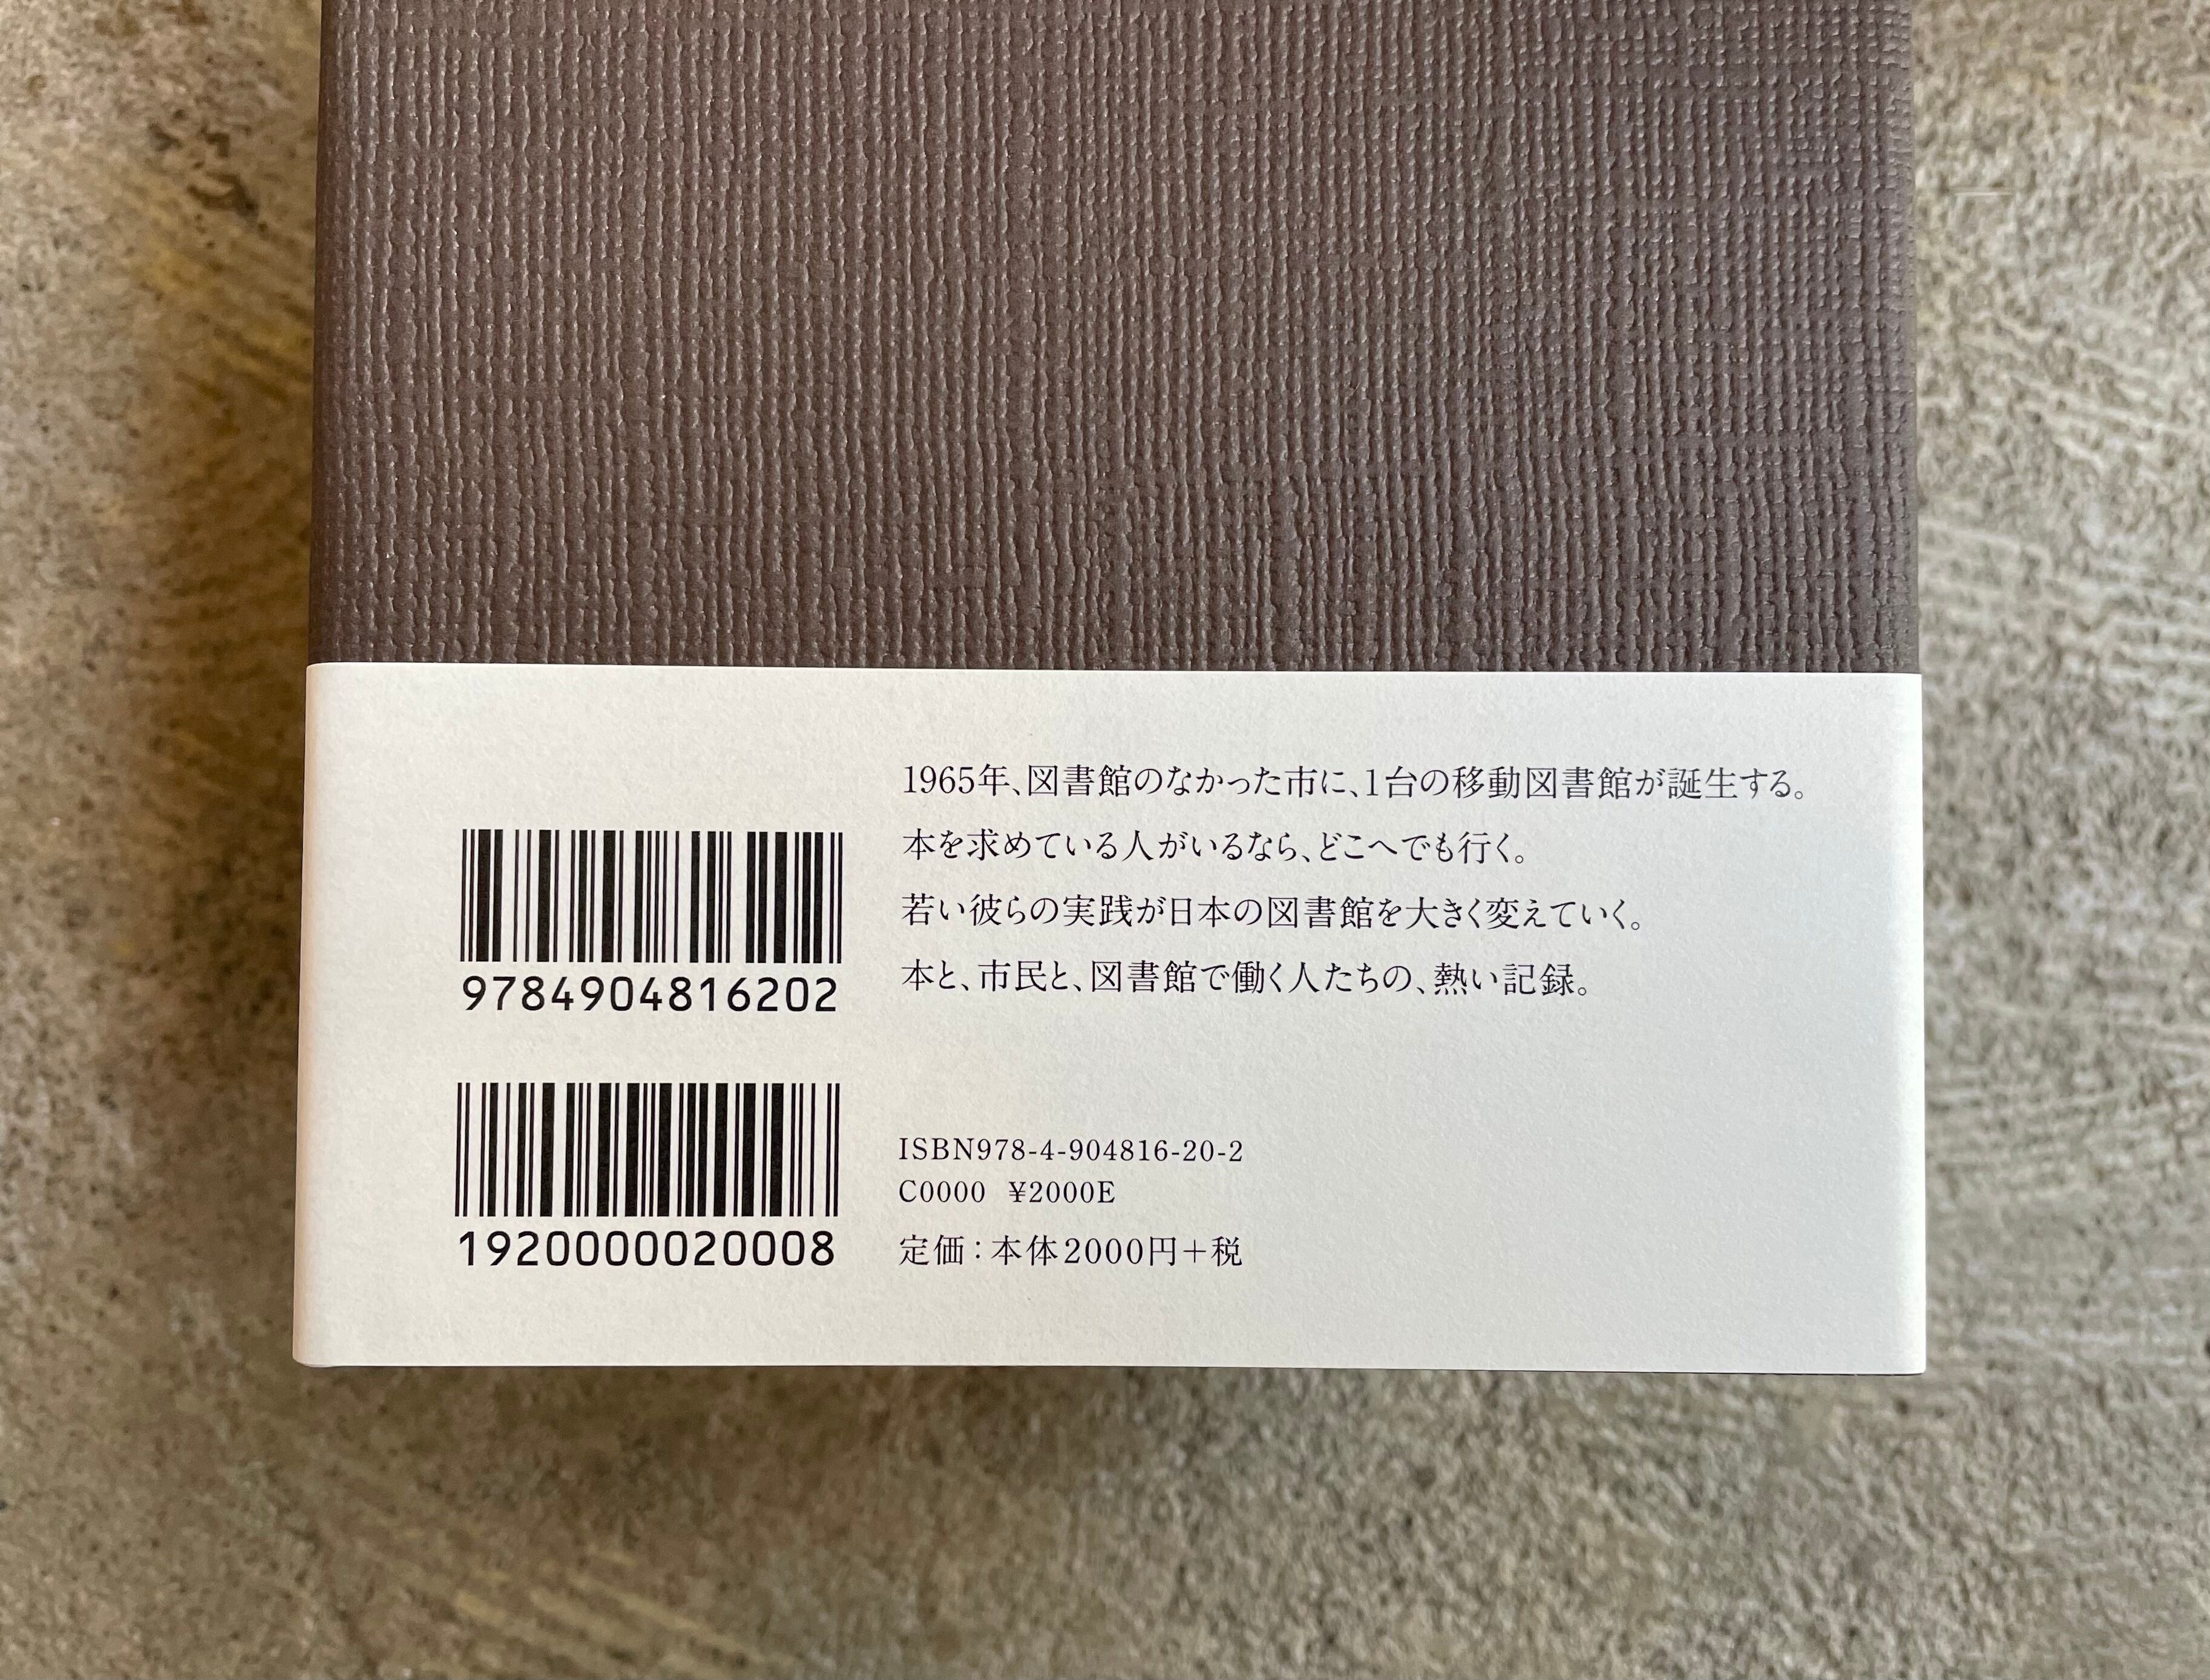 1965年、図書館のなかった市に、1台の移動図書館が誕生する。
本を求めている人がいるなら、どこへでも行く。
若い彼らの実践が日本の図書館を大きく変えていく。
本と、市民と、図書館で働く人たちの、熱い記録。
9784904816202
1920000020008
ISBN978-4-904816-20-2
C0000 ¥2000E
定価：本体2000円＋税